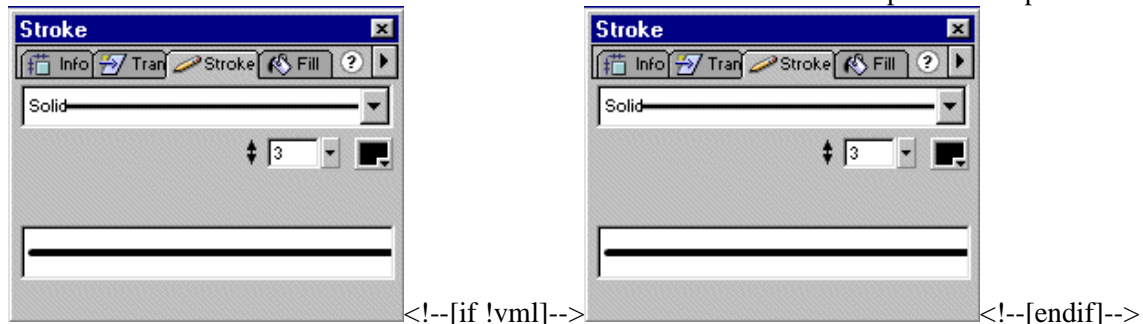 Stroke Stroke
Info Tran Stroke Fill ? Info Tran Stroke Fill ?
Solid Solid
3 3
<!--[if !vml]--> <!--[endif]-->